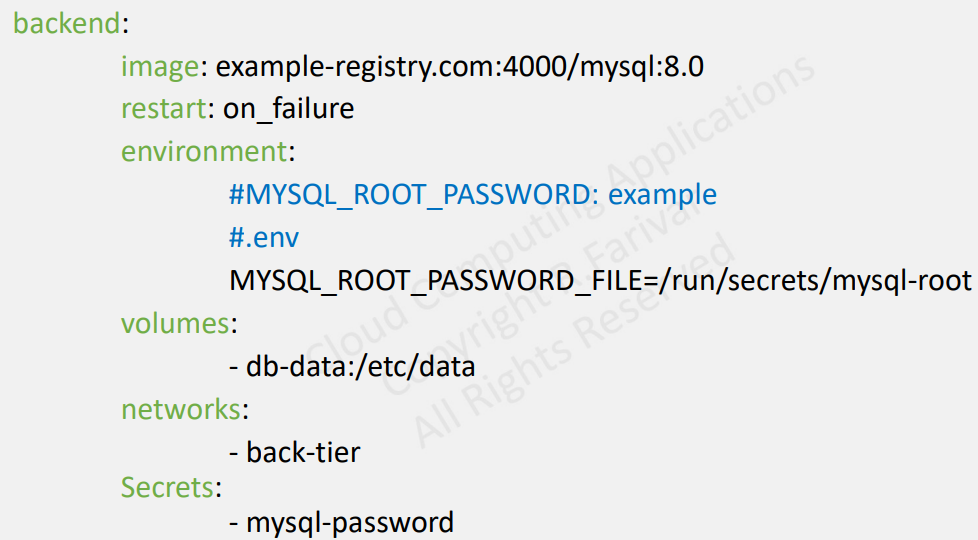 backend:
image: example-registry.com:4000/mysql:8.0
restart: on_failure
environment:
#MYSQL_ROOT_PASSWORD: example
#.env
MYSQL_ROOT_PASSWORD_FILE=/run/secrets/mysql-root
volumes:
- db-data:/etc/data
networks:
- back-tier
Secrets:
- mysql-password
Cloud Computing Applications
Copyright R.Farivar
All Rights Reserved